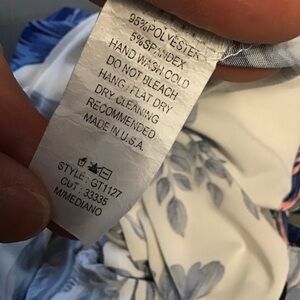 95%POLYESTER
5%SPANDEX
HAND WASH COLD
DO NOT BLEACH
HANG / FLAT DRY
DRY CLEANING
RECOMMENDED
MADE IN U.S.A.
STYLE : GT1127
CUT : 33335
M/MEDIANO